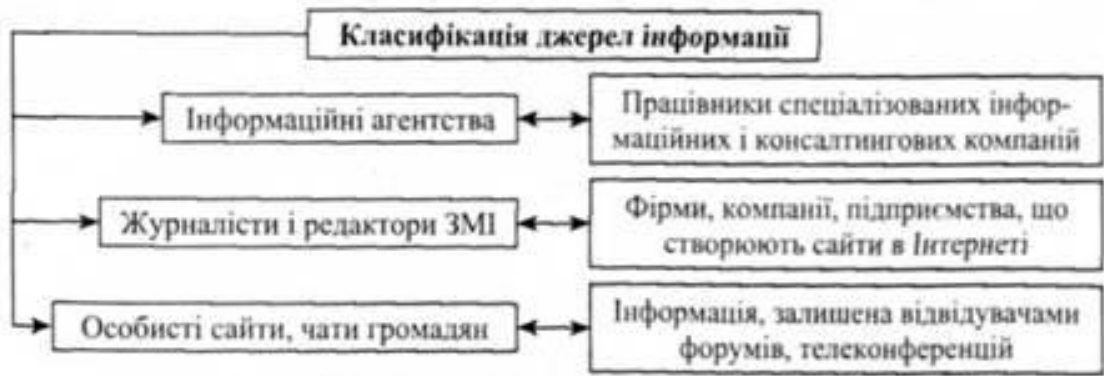 Класифікація джерел інформації
Інформаційні агентства
Працівники спеціалізованих інфор-
маційних і консалтингових компаній
Журналісти і редактори ЗМІ
Фірми, компанії, підприємства, що
створюють сайти в Інтернеті
Особисті сайти, чати громадян
Інформація, залишена відвідувачами
форумів, телеконференцій